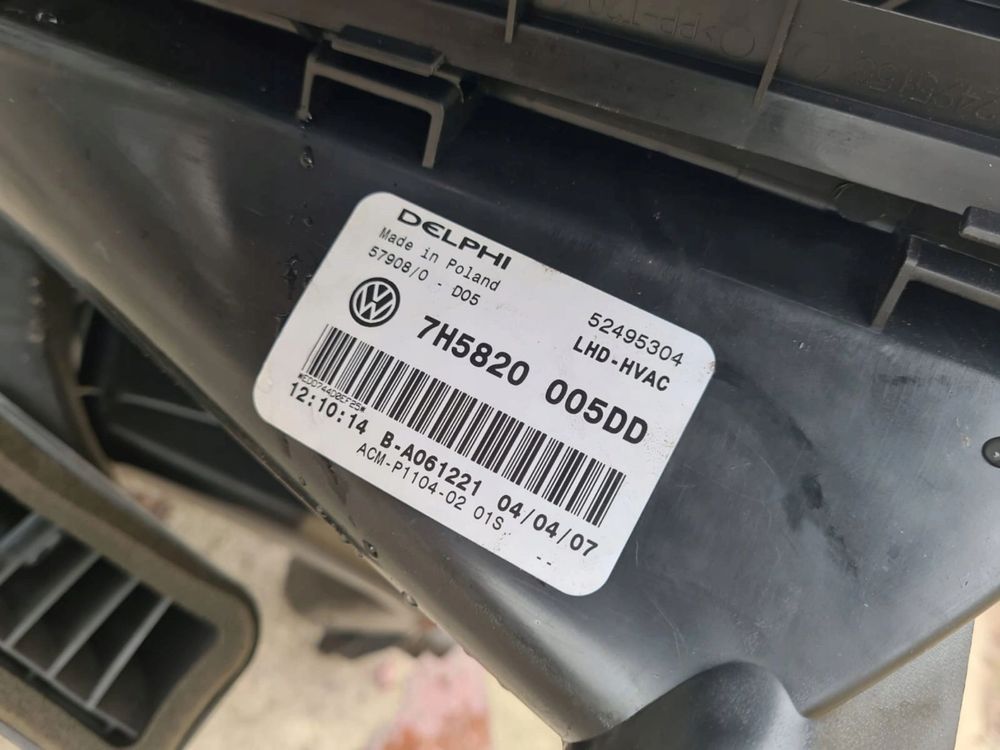 DELPHI
Made in Poland
57908/0 - D05
52495304
LHD-HVAC
7H5820 005DD
12:10:14 B-A061221 04/04/07
ACM-P1104-02 01S --